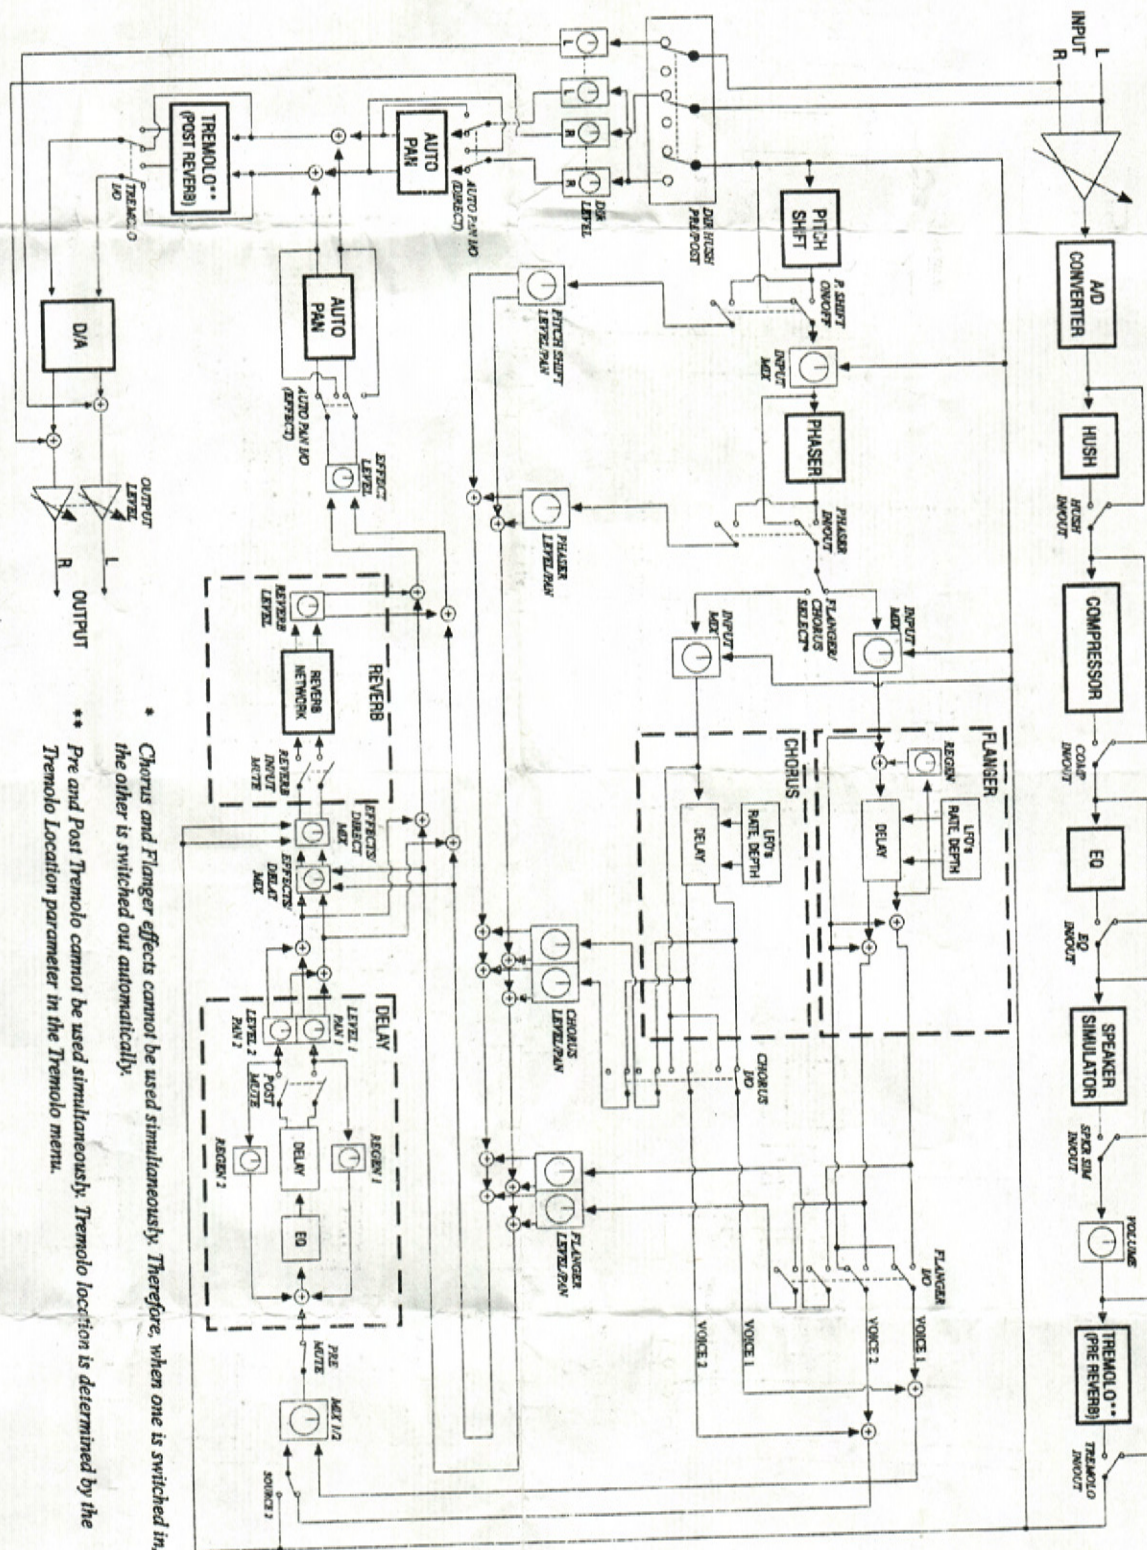 INPUT
L
R
A/D
CONVERTER
HUSH
HUSH
IN/OUT
COMPRESSOR
COMP
IN/OUT
EQ
EQ
IN/OUT
SPEAKER
SIMULATOR
SPKR SIM
IN/OUT
VOLUME
TREMOLO**
(PRE REVERB)
TREMOLO
IN/OUT
PITCH
SHIFT
P. SHIFT
ON/OFF
INPUT
MIX
PHASER
PHASER
IN/OUT
FLANGER/
CHORUS
SELECT*
INPUT
MIX
INPUT
MIX
FLANGER
REGEN
LFO's
RATE, DEPTH
DELAY
CHORUS
LFO's
RATE, DEPTH
DELAY
CHORUS
I/O
FLANGER
I/O
VOICE 1
VOICE 2
VOICE 1
VOICE 2
DIR HUSH
PRE/POST
L
L
R
R
DIR
LEVEL
PITCH SHIFT
LEVEL/PAN
PHASER
LEVEL/PAN
CHORUS
LEVEL/PAN
FLANGER
LEVEL/PAN
AUTO PAN I/O
(DIRECT)
AUTO
PAN
TREMOLO**
(POST REVERB)
TREMOLO
I/O
AUTO
PAN
AUTO PAN I/O
(EFFECT)
EFFECT
LEVEL
REVERB
REVERB
LEVEL
REVERB
NETWORK
REVERB
INPUT
MUTE
EFFECTS/
DIRECT
MIX
EFFECTS/
DELAY
MIX
DELAY
LEVEL 1
PAN 1
LEVEL 2
PAN 2
POST
MUTE
REGEN 1
REGEN 2
DELAY
EQ
PRE
MUTE
MIX 1/2
SOURCE 2
D/A
OUTPUT
LEVEL
L
R
OUTPUT
* Chorus and Flanger effects cannot be used simultaneously. Therefore, when one is switched in,
the other is switched out automatically.
** Pre and Post Tremolo cannot be used simultaneously. Tremolo location is determined by the
Tremolo Location parameter in the Tremolo menu.